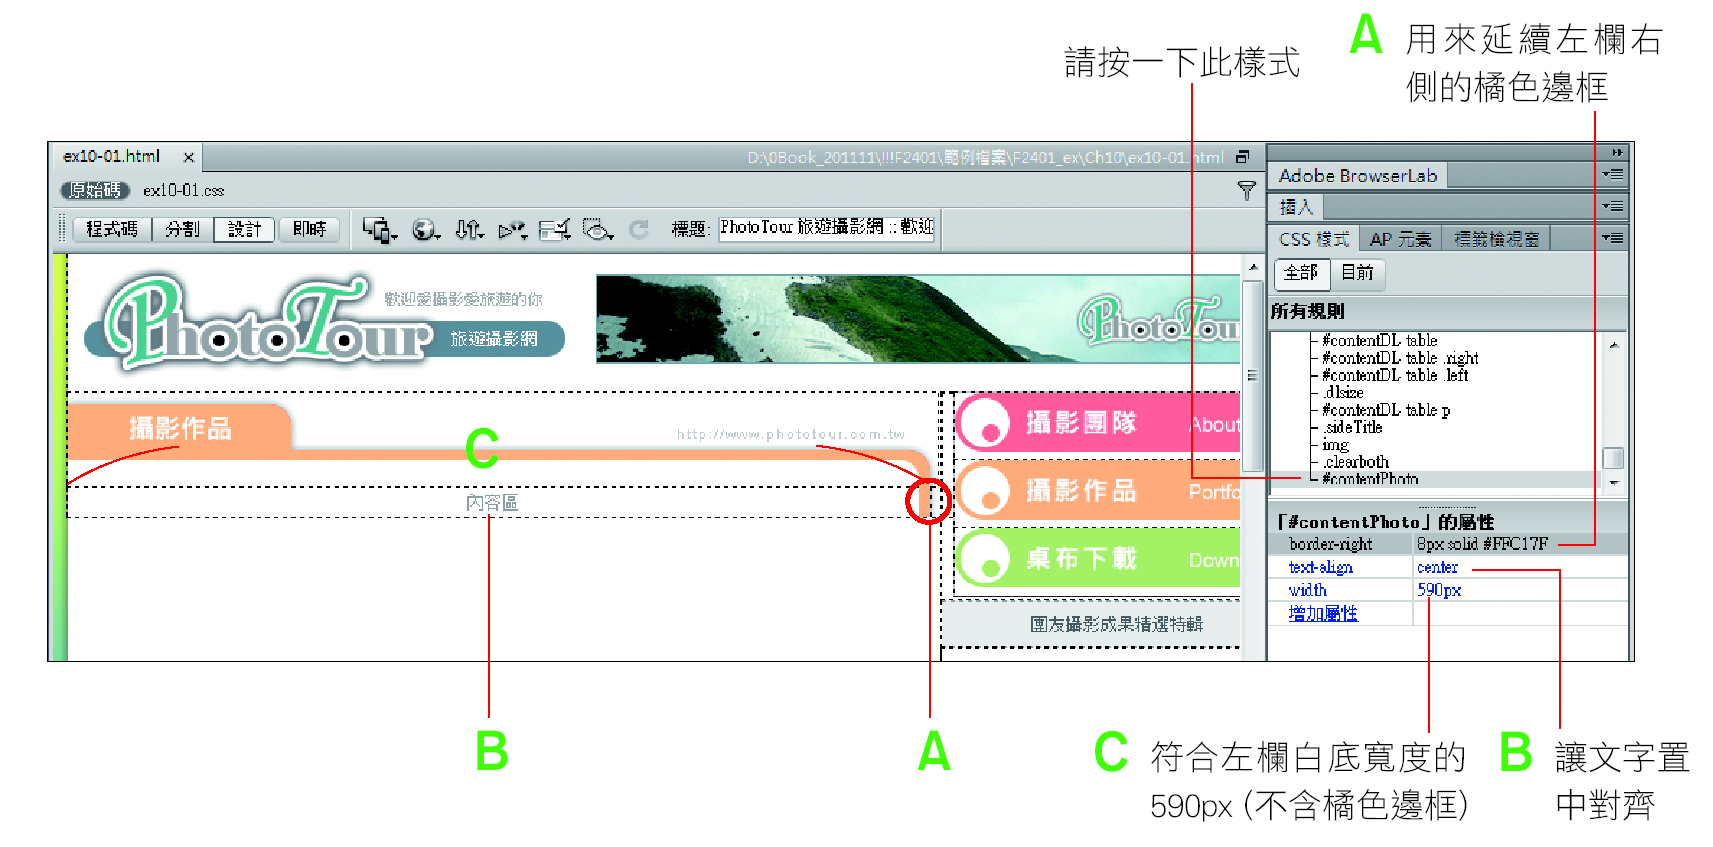 A 用來延續左欄右
側的橘色邊框
請按一下此樣式
ex10-01.html ×
D:\0Book_201111\!!!F2401\範例檔案\F2401_ex\Ch10\ex10-01.html
原始碼 ex10-01.css
程式碼 分割 設計 即時 標題: PhotoTour 旅遊攝影網 :: 歡迎
PhotoTour
歡迎愛攝影愛旅遊的你
旅遊攝影網
PhotoTour
攝影作品
http://www.phototour.com.tw
C
內容區
攝影團隊 About
攝影作品 Portfo
桌布下載 Down
團友攝影成果精選特輯
Adobe BrowserLab
插入
CSS 樣式 AP 元素 標籤檢視窗
全部 目前
所有規則
#contentDL table
#contentDL table .right
#contentDL table .left
.dlsize
#contentDL table p
.sideTitle
img
.clearboth
#contentPhoto
「#contentPhoto」的屬性
border-right 8px solid #FFC17F
text-align center
width 590px
增加屬性
B
A
C 符合左欄白底寬度的
590px (不含橘色邊框)
B 讓文字置
中對齊